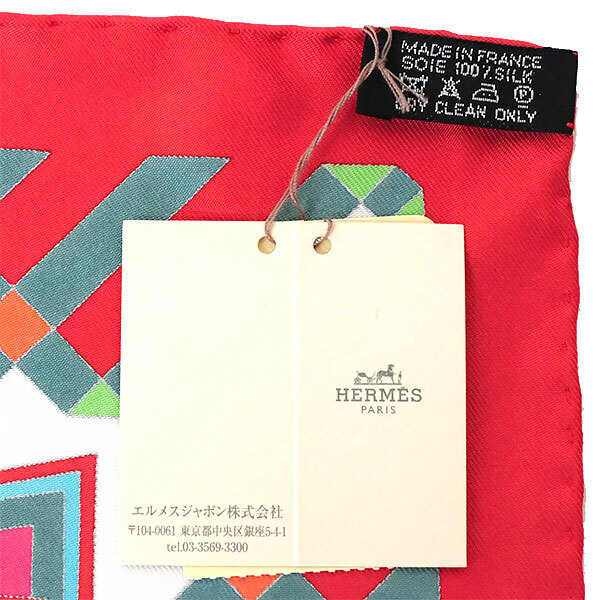 MADE IN FRANCE
SOIE 100% SILK
DRY CLEAN ONLY
HERMÈS
PARIS
エルメスジャポン株式会社
〒104-0061 東京都中央区銀座5-4-1
tel.03-3569-3300